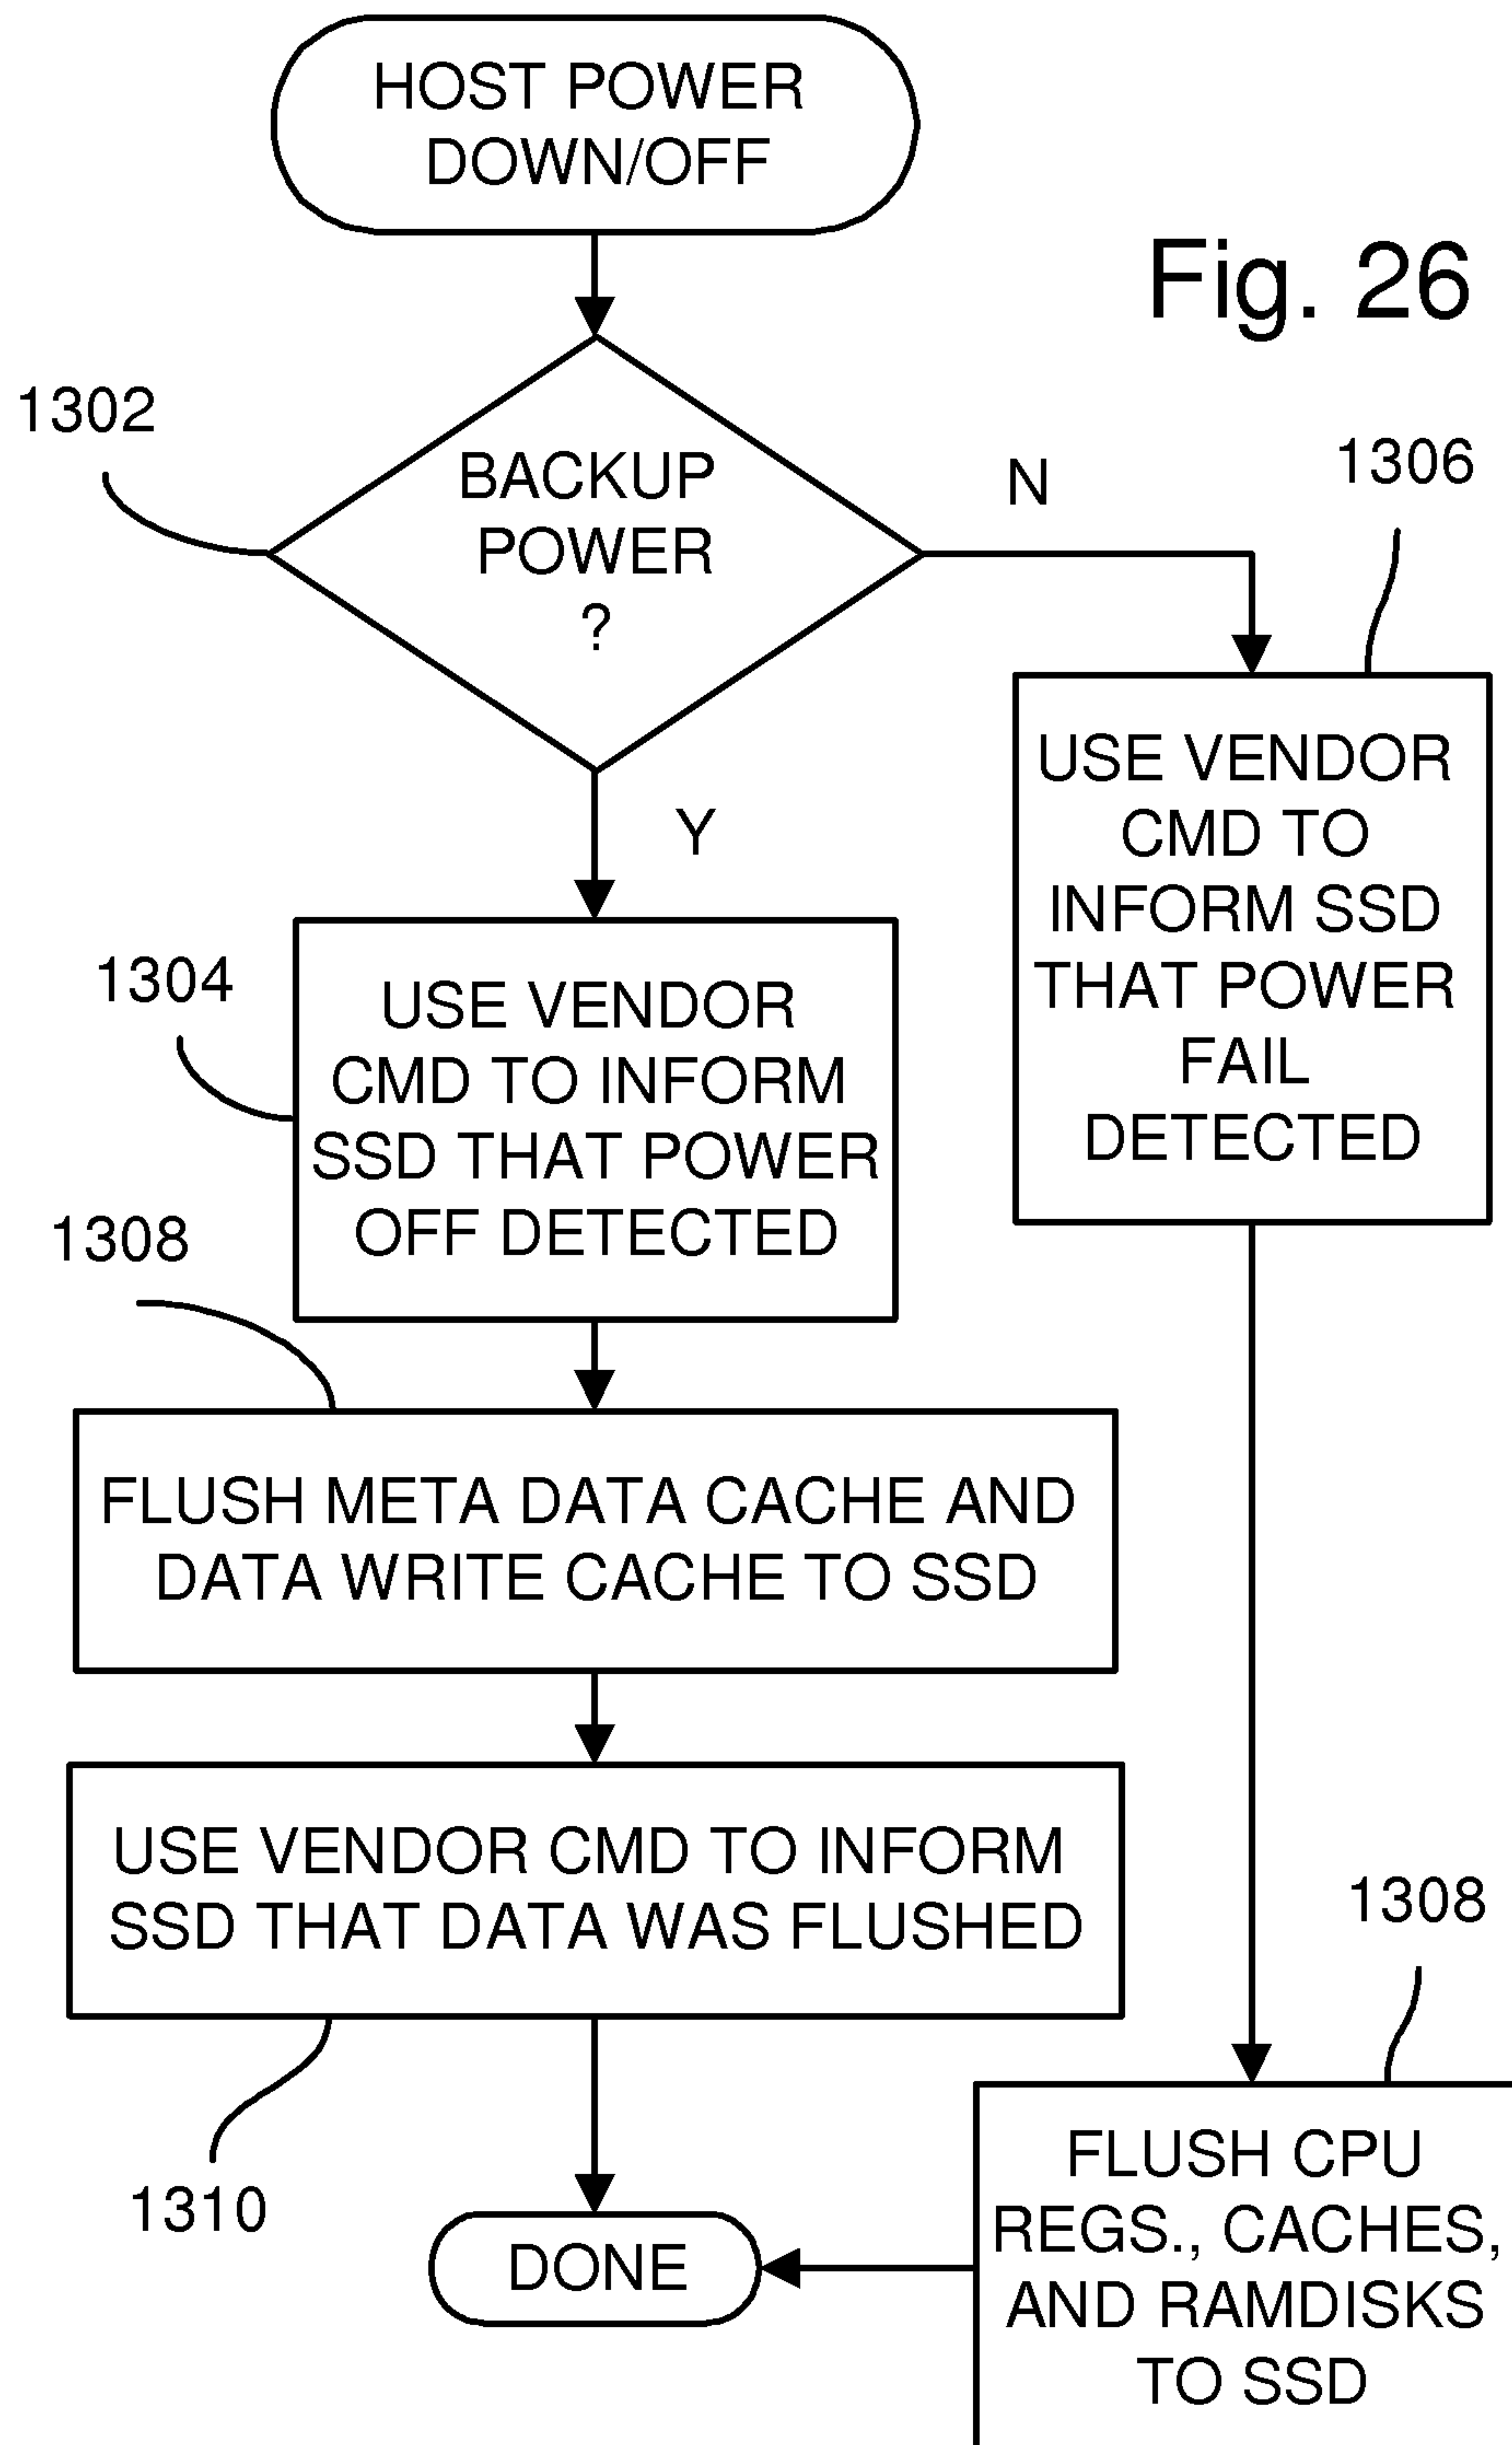 HOST POWER
DOWN/OFF
Fig. 26
1302
BACKUP
POWER
?
N
1306
Y
USE VENDOR
CMD TO
INFORM SSD
THAT POWER
FAIL
DETECTED
1304
USE VENDOR
CMD TO INFORM
SSD THAT POWER
OFF DETECTED
1308
FLUSH META DATA CACHE AND
DATA WRITE CACHE TO SSD
USE VENDOR CMD TO INFORM
SSD THAT DATA WAS FLUSHED
1310
1308
FLUSH CPU
REGS., CACHES,
AND RAMDISKS
TO SSD
DONE